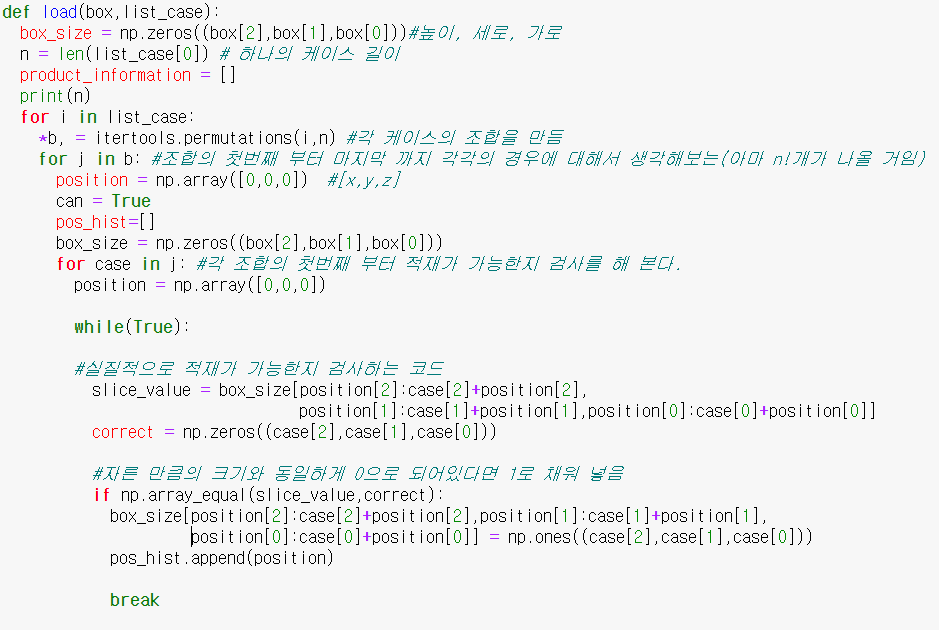 def load(box,list_case):
  box_size = np.zeros((box[2],box[1],box[0]))#높이, 세로, 가로
  n = len(list_case[0]) # 하나의 케이스 길이
  product_information = []
  print(n)
  for i in list_case:
    *b, = itertools.permutations(i,n) #각 케이스의 조합을 만듬
    for j in b: #조합의 첫번째 부터 마지막 까지 각각의 경우에 대해서 생각해보는(아마 n!개가 나올 거임)
      position = np.array([0,0,0])  #[x,y,z]
      can = True
      pos_hist=[]
      box_size = np.zeros((box[2],box[1],box[0]))
      for case in j: #각 조합의 첫번째 부터 적재가 가능한지 검사를 해 본다.
        position = np.array([0,0,0])
        while(True):
        #실질적으로 적재가 가능한지 검사하는 코드
          slice_value = box_size[position[2]:case[2]+position[2],
                                 position[1]:case[1]+position[1],position[0]:case[0]+position[0]]
          correct = np.zeros((case[2],case[1],case[0]))
          #자른 만큼의 크기와 동일하게 0으로 되어있다면 1로 채워 넣음
          if np.array_equal(slice_value,correct):
            box_size[position[2]:case[2]+position[2],position[1]:case[1]+position[1],
                     position[0]:case[0]+position[0]] = np.ones((case[2],case[1],case[0]))
            pos_hist.append(position)
            break